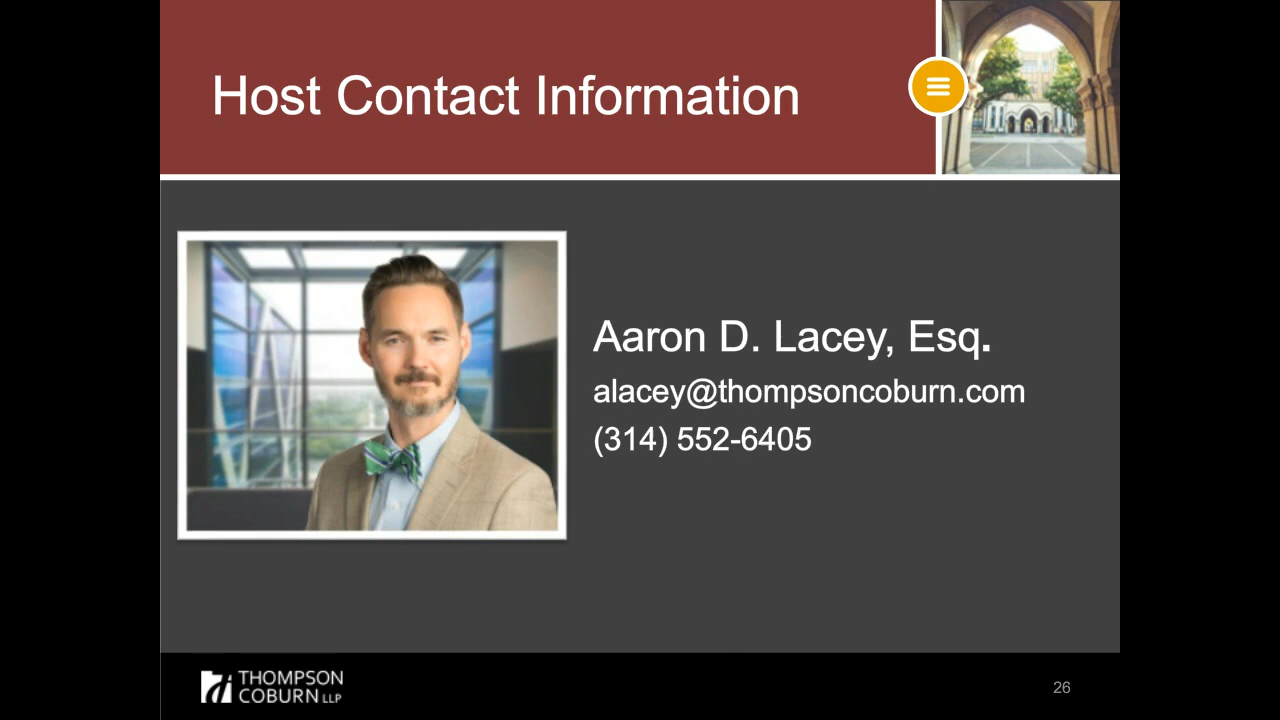 Host Contact Information
Aaron D. Lacey, Esq.
alacey@thompsoncoburn.com
(314) 552-6405
THOMPSON
COBURN LLP
26